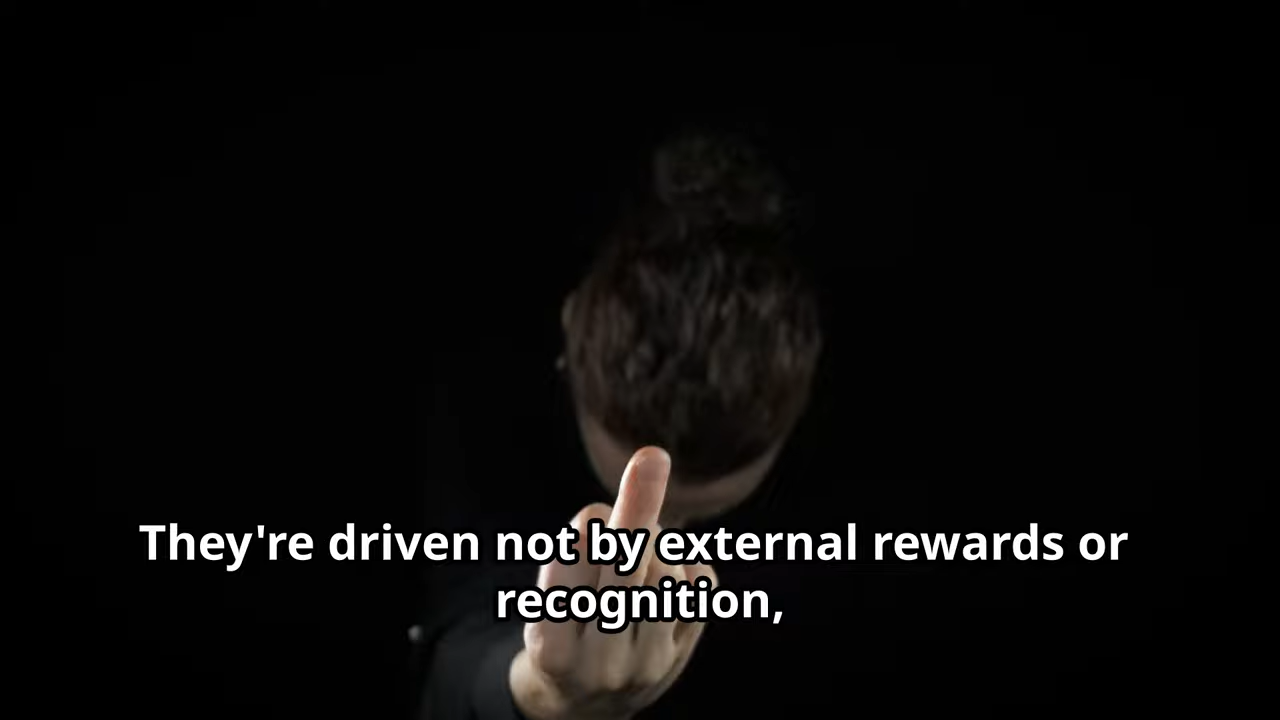 They're driven not by external rewards or
recognition,